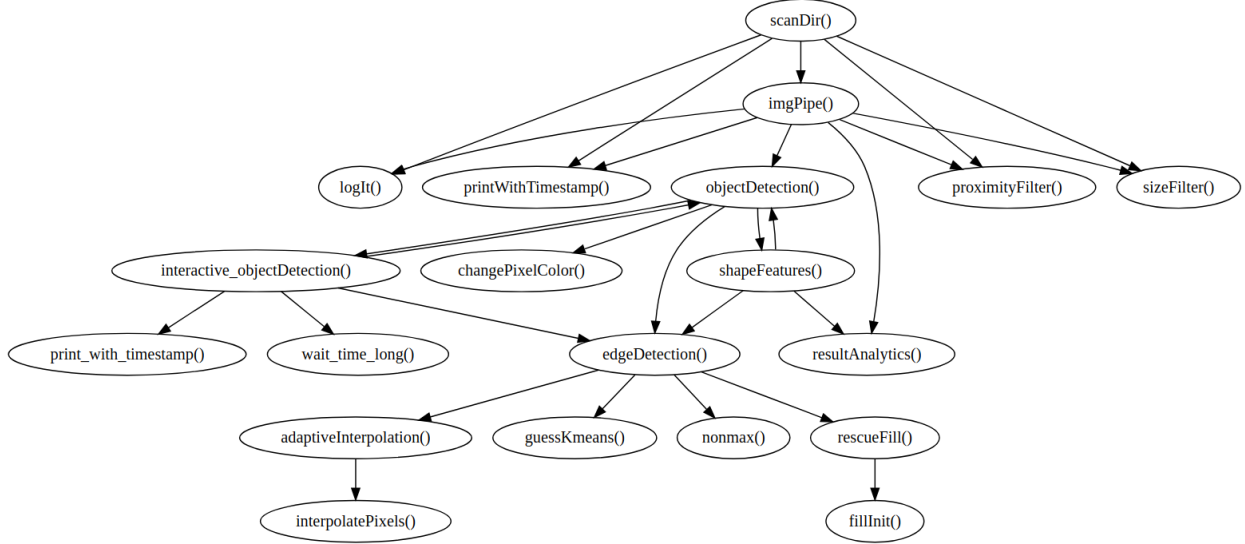 scanDir()
imgPipe()
logIt()
printWithTimestamp()
objectDetection()
proximityFilter()
sizeFilter()
interactive_objectDetection()
changePixelColor()
shapeFeatures()
print_with_timestamp()
wait_time_long()
edgeDetection()
resultAnalytics()
adaptiveInterpolation()
guessKmeans()
nonmax()
rescueFill()
interpolatePixels()
fillInit()